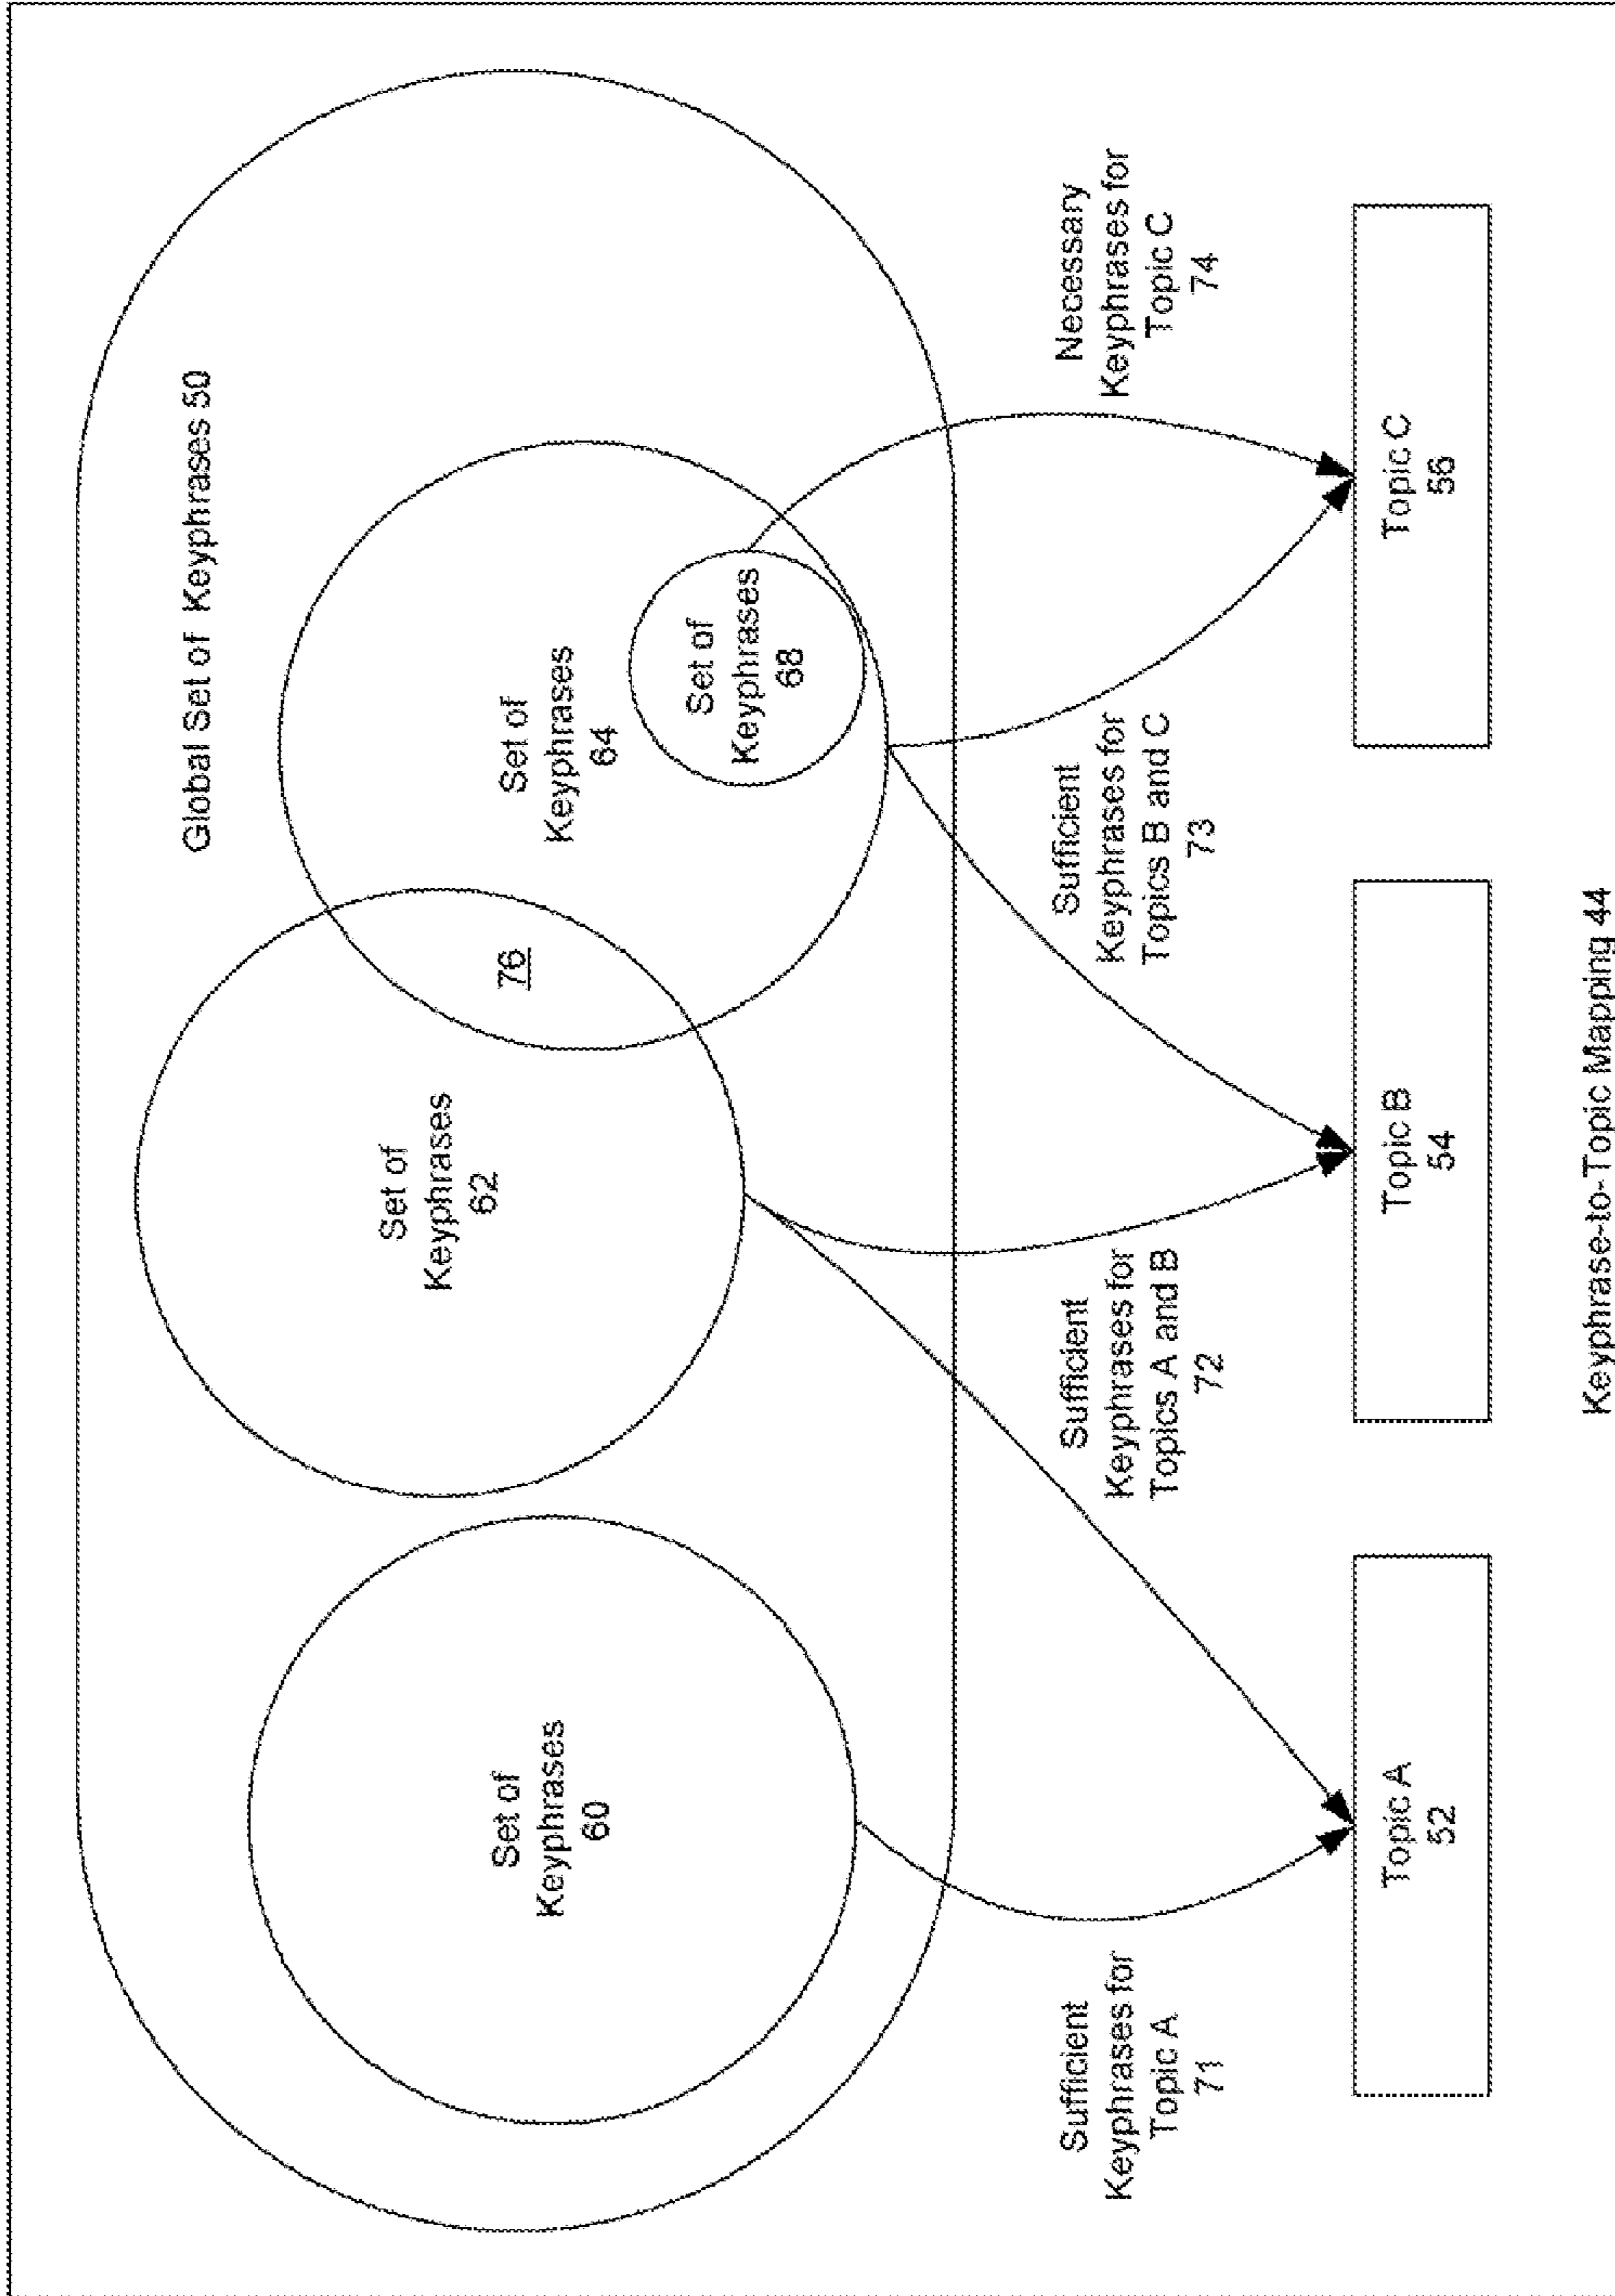 Global Set of Keyphrases 50
Set of
Keyphrases
60
Set of
Keyphrases
62
76
Set of
Keyphrases
64
Set of
Keyphrases
68
Sufficient
Keyphrases for
Topic A
71
Sufficient
Keyphrases for
Topics A and B
72
Sufficient
Keyphrases for
Topics B and C
73
Necessary
Keyphrases for
Topic C
74
Topic A
52
Topic B
54
Topic C
56
Keyphrase-to-Topic Mapping 44